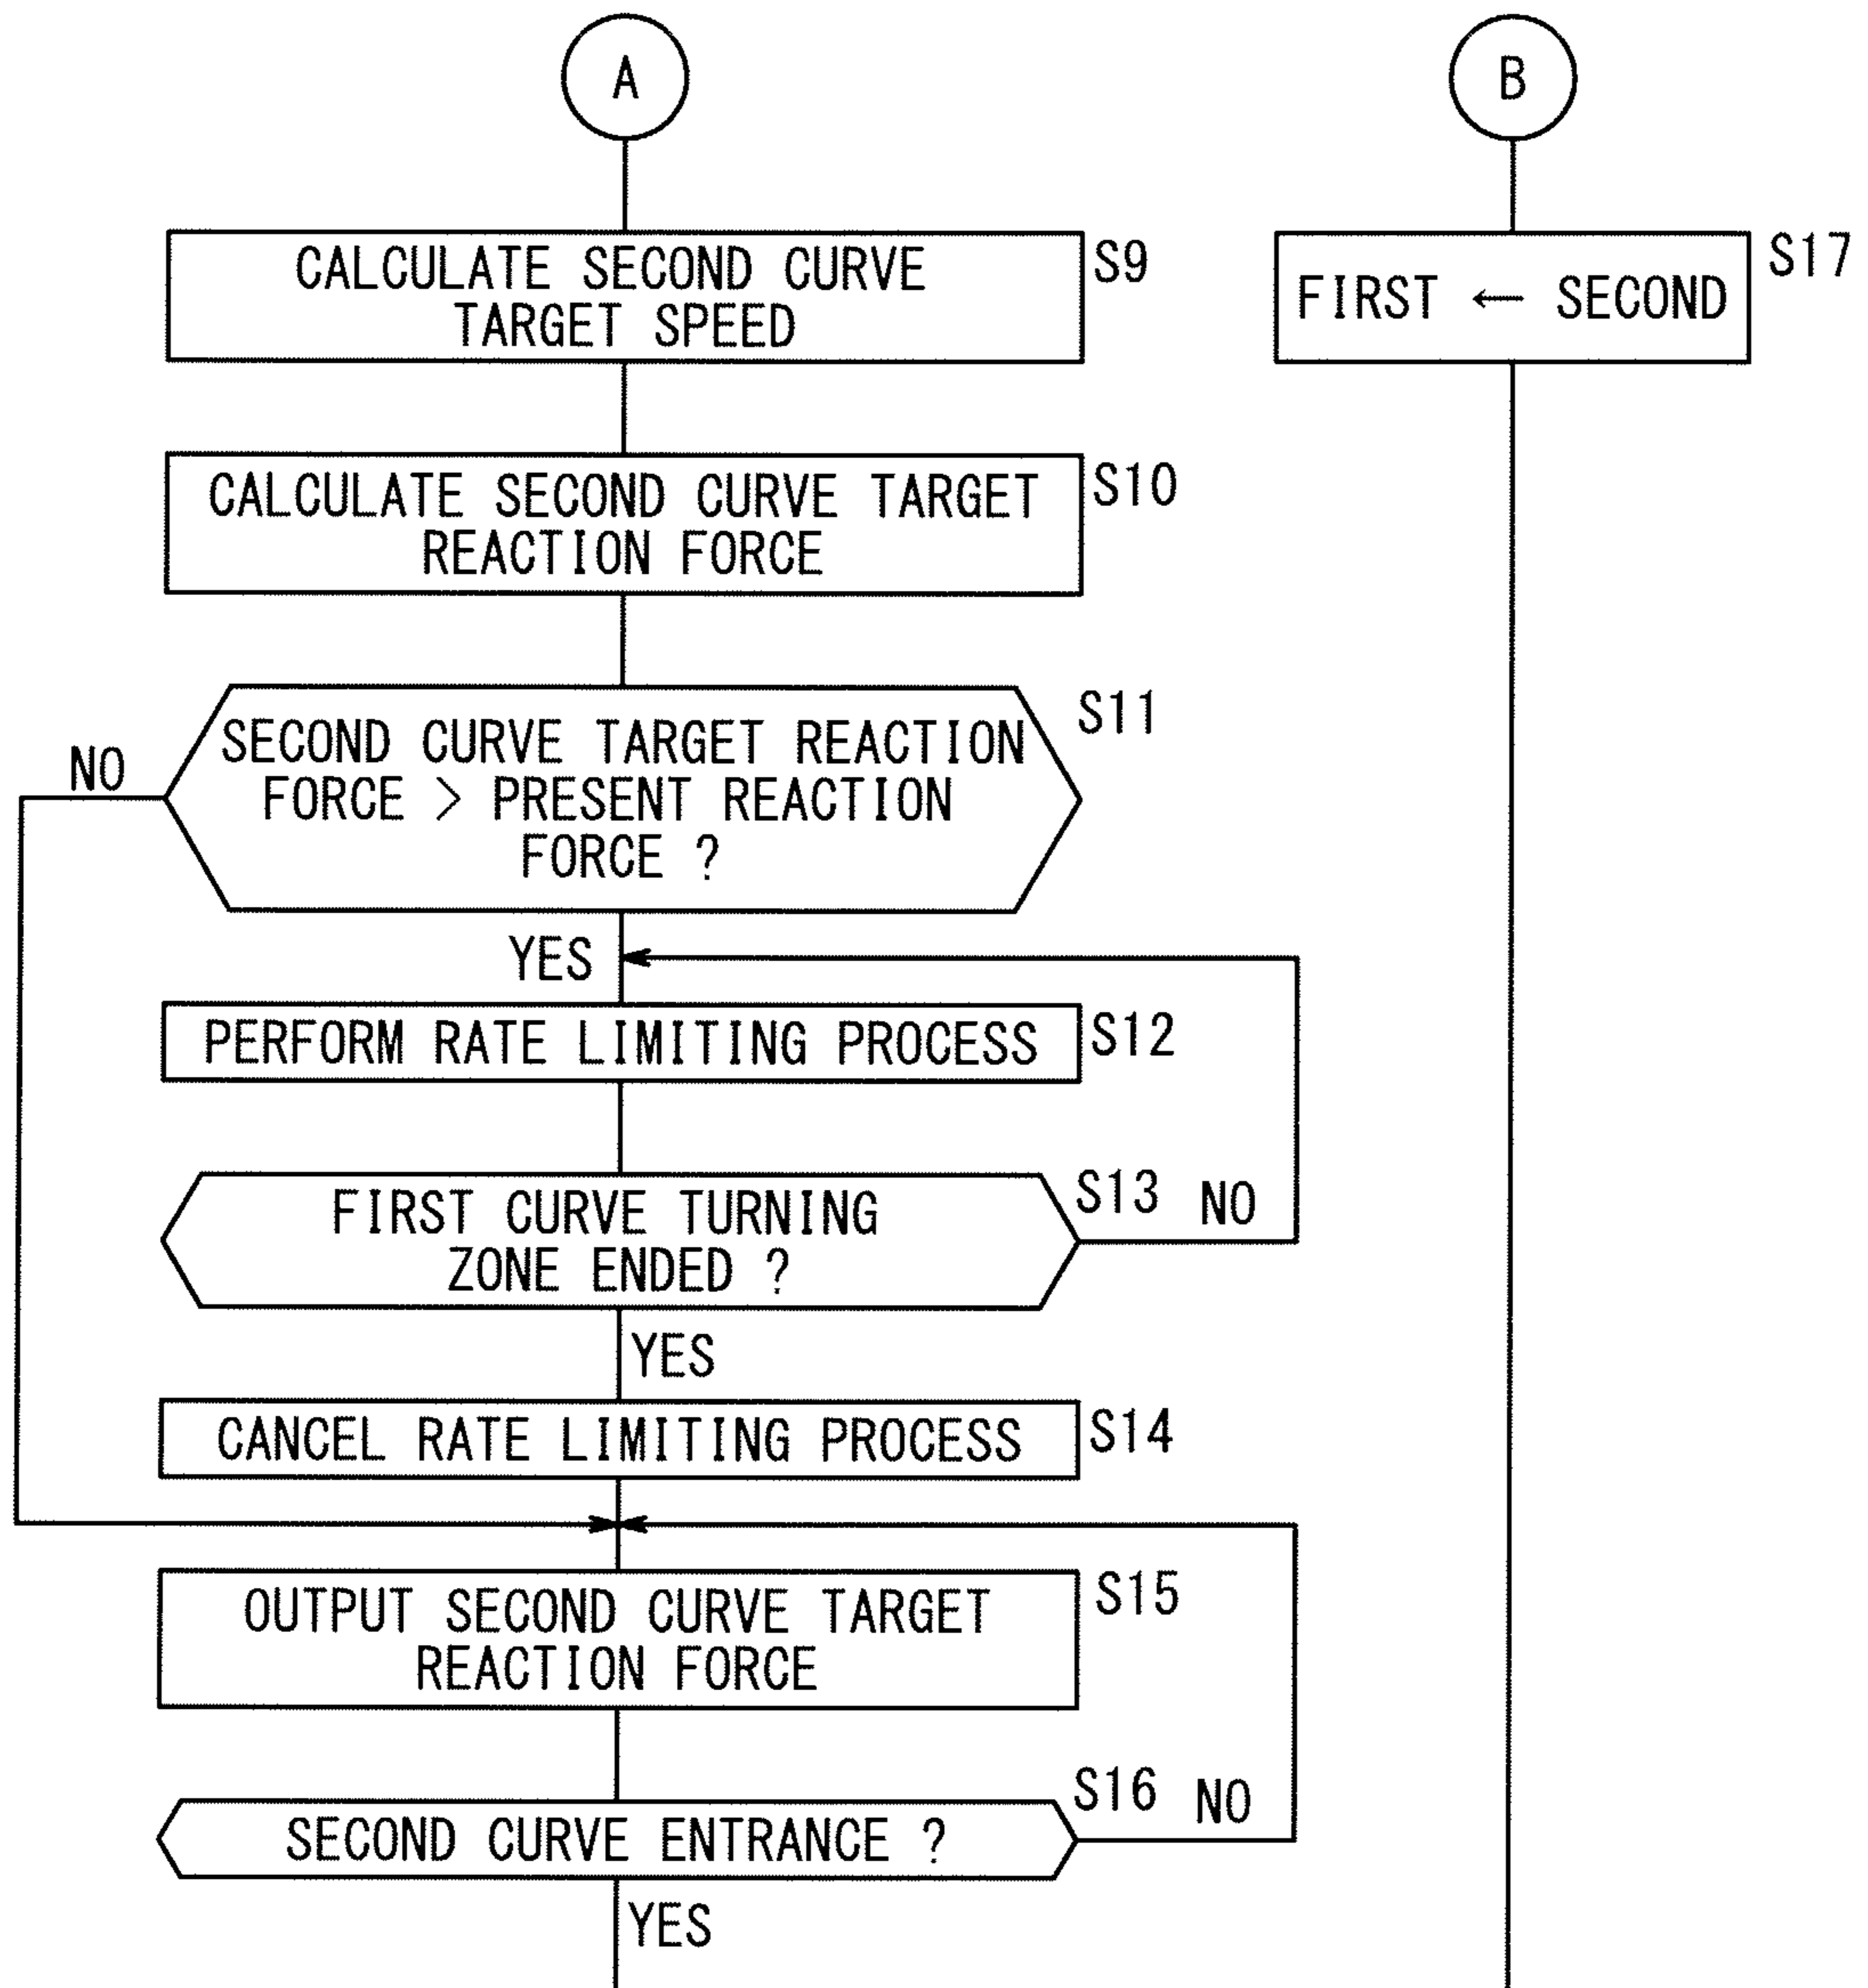 A
B
CALCULATE SECOND CURVE
TARGET SPEED
S9
FIRST ← SECOND
S17
CALCULATE SECOND CURVE TARGET
REACTION FORCE
S10
SECOND CURVE TARGET REACTION
FORCE > PRESENT REACTION
FORCE ?
S11
NO
YES
PERFORM RATE LIMITING PROCESS
S12
FIRST CURVE TURNING
ZONE ENDED ?
S13
NO
YES
CANCEL RATE LIMITING PROCESS
S14
OUTPUT SECOND CURVE TARGET
REACTION FORCE
S15
SECOND CURVE ENTRANCE ?
S16
NO
YES